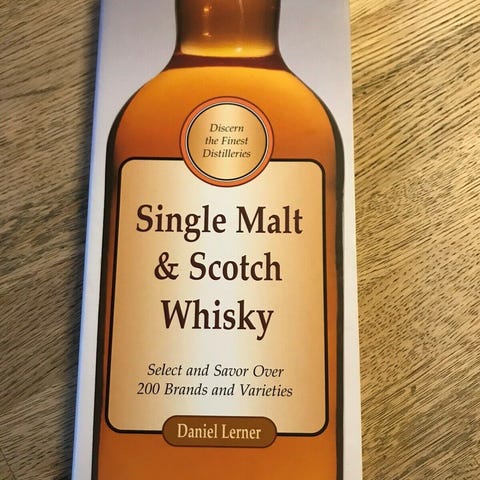 Discern
the Finest
Distilleries
Single Malt
& Scotch
Whisky
Select and Savor Over
200 Brands and Varieties
Daniel Lerner